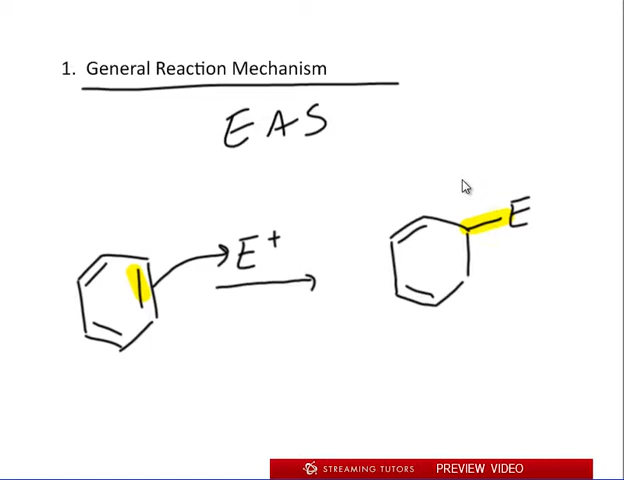 1. General Reaction Mechanism
EAS
E
E+
STREAMING TUTORS PREVIEW VIDEO